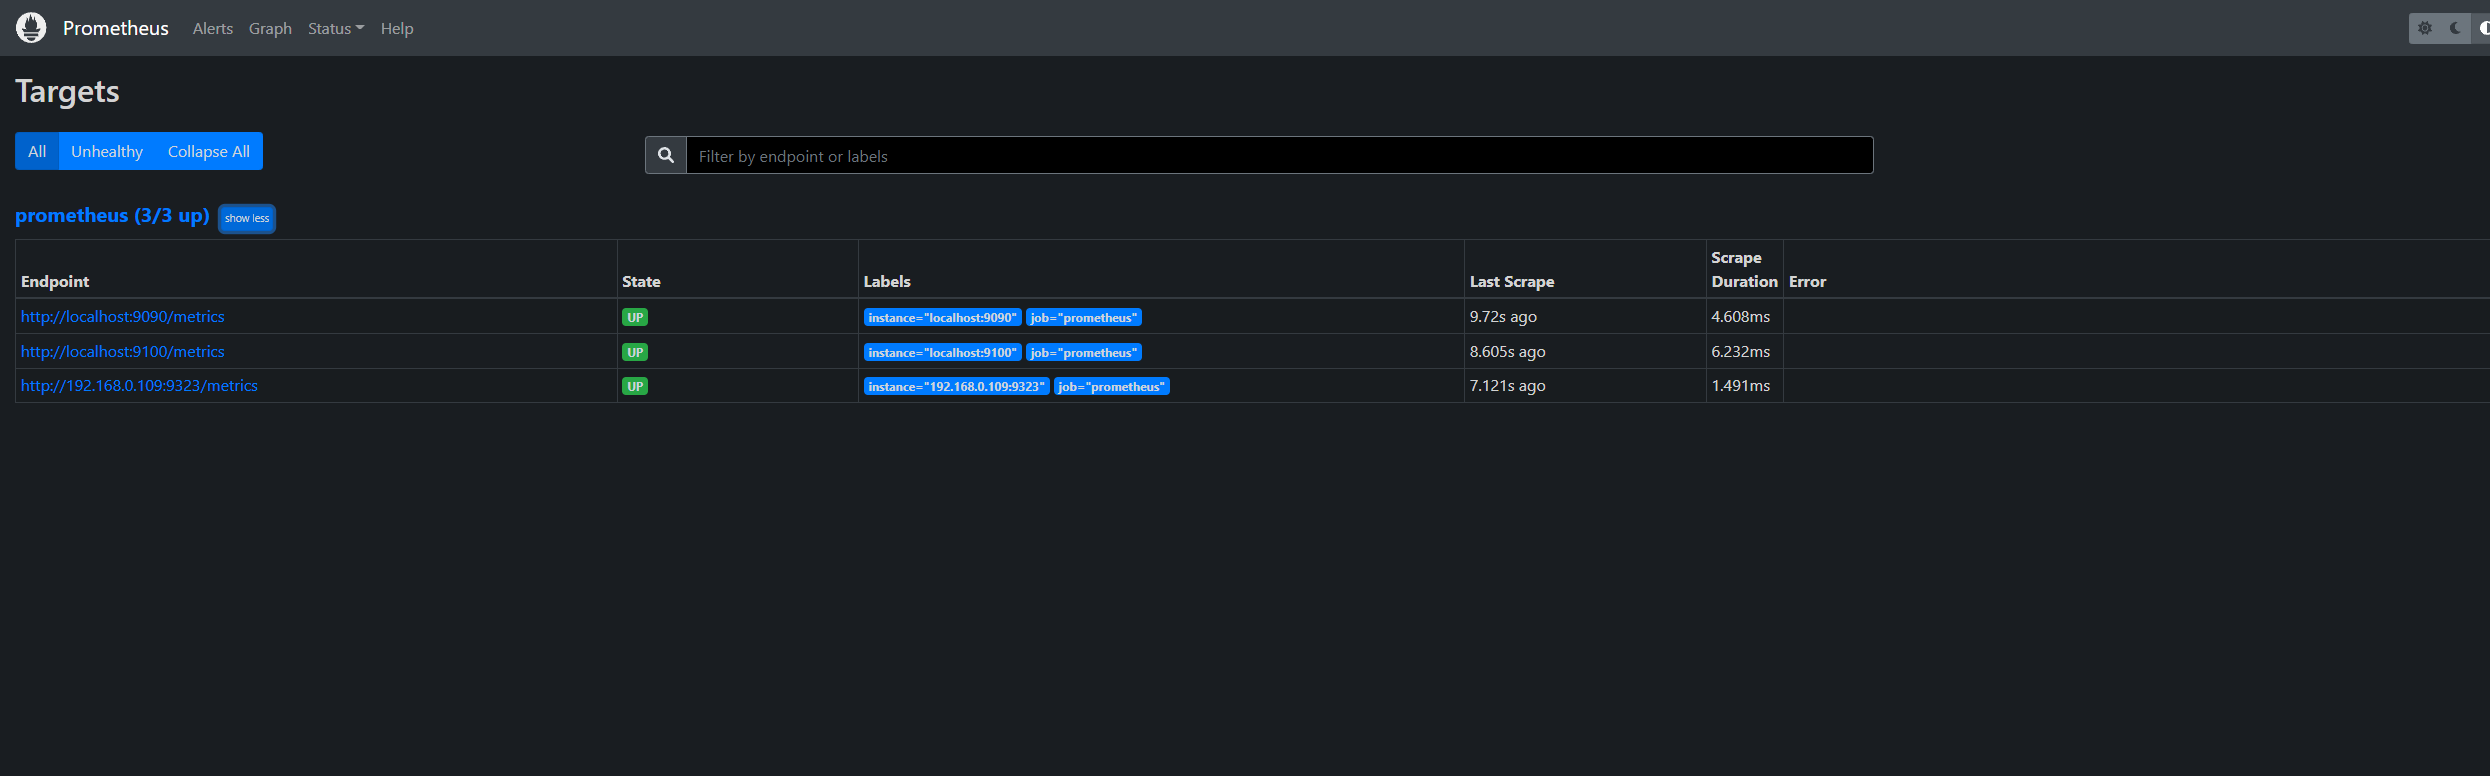 Prometheus Alerts Graph Status Help
Targets
All Unhealthy Collapse All
Filter by endpoint or labels
prometheus (3/3 up) show less
Endpoint State Labels Last Scrape Scrape Duration Error
http://localhost:9090/metrics UP instance="localhost:9090" job="prometheus" 9.72s ago 4.608ms
http://localhost:9100/metrics UP instance="localhost:9100" job="prometheus" 8.605s ago 6.232ms
http://192.168.0.109:9323/metrics UP instance="192.168.0.109:9323" job="prometheus" 7.121s ago 1.491ms